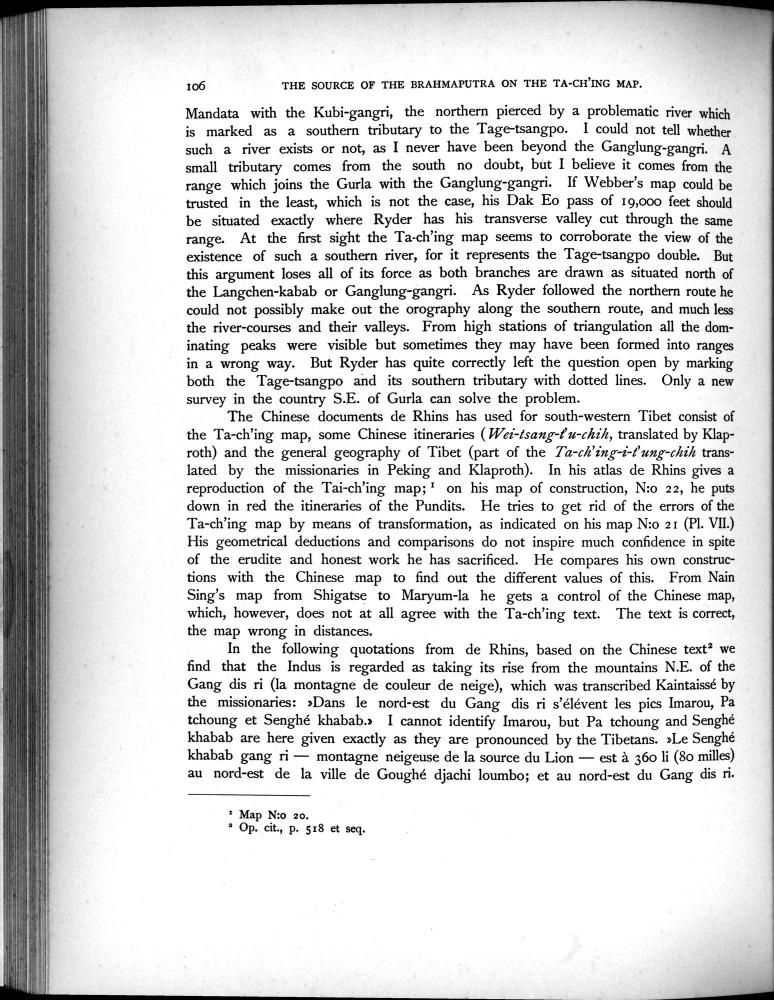 106 THE SOURCE OF THE BRAHMAPUTRA ON THE TA-CH'ING MAP.
Mandata with the Kubi-gangri, the northern pierced by a problematic river which
is marked as a southern tributary to the Tage-tsangpo. I could not tell whether
such a river exists or not, as I never have been beyond the Ganglung-gangri. A
small tributary comes from the south no doubt, but I believe it comes from the
range which joins the Gurla with the Ganglung-gangri. If Webber's map could be
trusted in the least, which is not the case, his Dak Eo pass of 19,000 feet should
be situated exactly where Ryder has his transverse valley cut through the same
range. At the first sight the Ta-ch'ing map seems to corroborate the view of the
existence of such a southern river, for it represents the Tage-tsangpo double. But
this argument loses all of its force as both branches are drawn as situated north of
the Langchen-kabab or Ganglung-gangri. As Ryder followed the northern route he
could not possibly make out the orography along the southern route, and much less
the river-courses and their valleys. From high stations of triangulation all the dom-
inating peaks were visible but sometimes they may have been formed into ranges
in a wrong way. But Ryder has quite correctly left the question open by marking
both the Tage-tsangpo and its southern tributary with dotted lines. Only a new
survey in the country S.E. of Gurla can solve the problem.
The Chinese documents de Rhins has used for south-western Tibet consist of
the Ta-ch'ing map, some Chinese itineraries (Wei-tsang-t'u-chih, translated by Klap-
roth) and the general geography of Tibet (part of the Ta-ch'ing-i-t'ung-chih trans-
lated by the missionaries in Peking and Klaproth). In his atlas de Rhins gives a
reproduction of the Tai-ch'ing map; ¹ on his map of construction, N:o 22, he puts
down in red the itineraries of the Pundits. He tries to get rid of the errors of the
Ta-ch'ing map by means of transformation, as indicated on his map N:o 21 (Pl. VII.)
His geometrical deductions and comparisons do not inspire much confidence in spite
of the erudite and honest work he has sacrificed. He compares his own construc-
tions with the Chinese map to find out the different values of this. From Nain
Sing's map from Shigatse to Maryum-la he gets a control of the Chinese map,
which, however, does not at all agree with the Ta-ch'ing text. The text is correct,
the map wrong in distances.
In the following quotations from de Rhins, based on the Chinese text² we
find that the Indus is regarded as taking its rise from the mountains N.E. of the
Gang dis ri (la montagne de couleur de neige), which was transcribed Kaintaissé by
the missionaries: »Dans le nord-est du Gang dis ri s'élévent les pics Imarou, Pa
tchoung et Senghé khabab.» I cannot identify Imarou, but Pa tchoung and Senghé
khabab are here given exactly as they are pronounced by the Tibetans. »Le Senghé
khabab gang ri — montagne neigeuse de la source du Lion — est à 360 li (80 milles)
au nord-est de la ville de Goughé djachi loumbo; et au nord-est du Gang dis ri.
¹ Map N:o 20.
² Op. cit., p. 518 et seq.